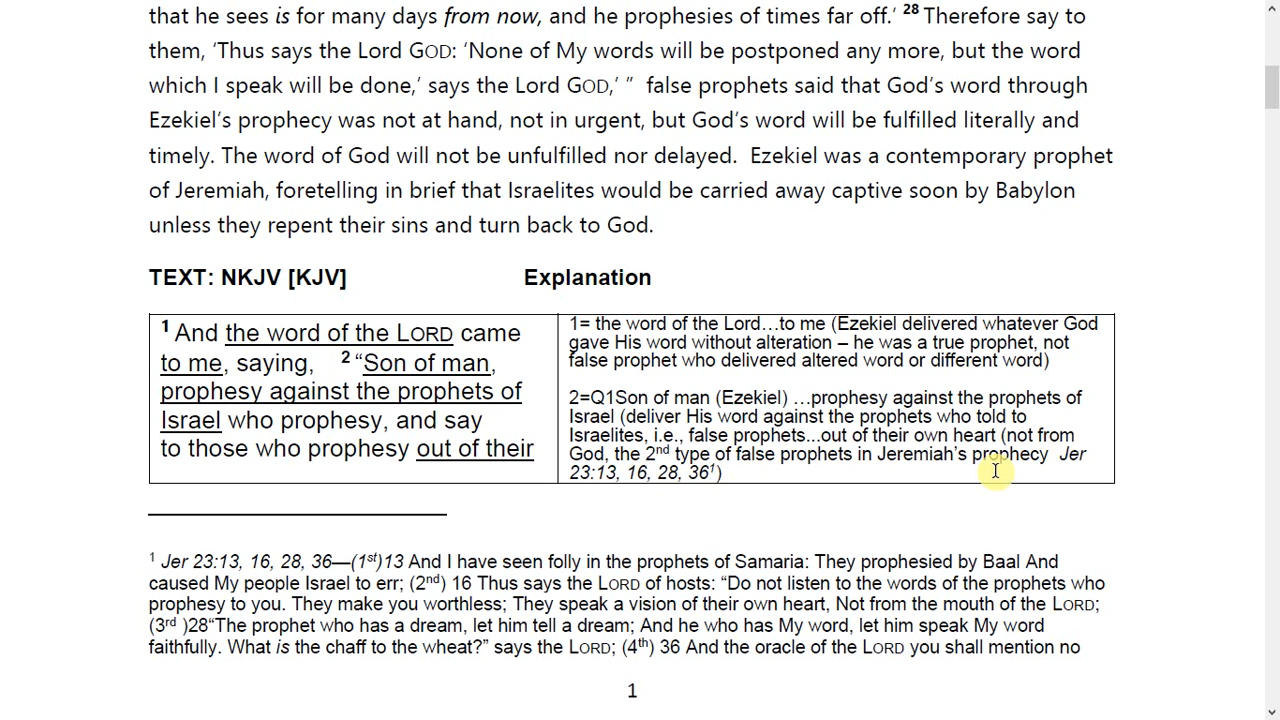 that he sees is for many days from now, and he prophesies of times far off.’ 28 Therefore say to
them, ‘Thus says the Lord GOD: ‘None of My words will be postponed any more, but the word
which I speak will be done,’ says the Lord GOD,’ ”  false prophets said that God’s word through
Ezekiel’s prophecy was not at hand, not in urgent, but God’s word will be fulfilled literally and
timely. The word of God will not be unfulfilled nor delayed.  Ezekiel was a contemporary prophet
of Jeremiah, foretelling in brief that Israelites would be carried away captive soon by Babylon
unless they repent their sins and turn back to God.
TEXT: NKJV [KJV] Explanation
1 And the word of the LORD came
to me, saying, 2 “Son of man,
prophesy against the prophets of
Israel who prophesy, and say
to those who prophesy out of their
1= the word of the Lord…to me (Ezekiel delivered whatever God
gave His word without alteration – he was a true prophet, not
false prophet who delivered altered word or different word)
2=Q1Son of man (Ezekiel) …prophesy against the prophets of
Israel (deliver His word against the prophets who told to
Israelites, i.e., false prophets...out of their own heart (not from
God, the 2nd type of false prophets in Jeremiah’s prophecy  Jer
23:13, 16, 28, 361)
1 Jer 23:13, 16, 28, 36—(1st)13 And I have seen folly in the prophets of Samaria: They prophesied by Baal And
caused My people Israel to err; (2nd) 16 Thus says the LORD of hosts: “Do not listen to the words of the prophets who
prophesy to you. They make you worthless; They speak a vision of their own heart, Not from the mouth of the LORD;
(3rd )28“The prophet who has a dream, let him tell a dream; And he who has My word, let him speak My word
faithfully. What is the chaff to the wheat?” says the LORD; (4th) 36 And the oracle of the LORD you shall mention no
1